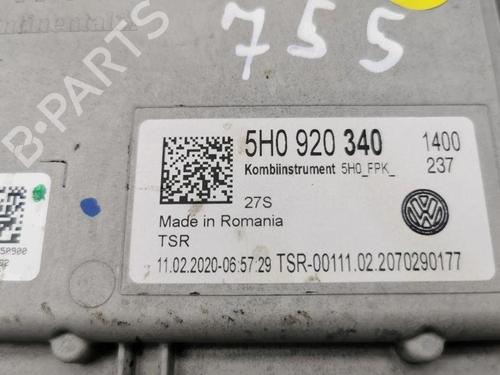 Continental
755
B-PARTS
5H0 920 340 1400
Kombiinstrument 5H0_FPK_ 237
27S
Made in Romania
TSR
11.02.2020-06:57:29 TSR-00111.02.2070290177